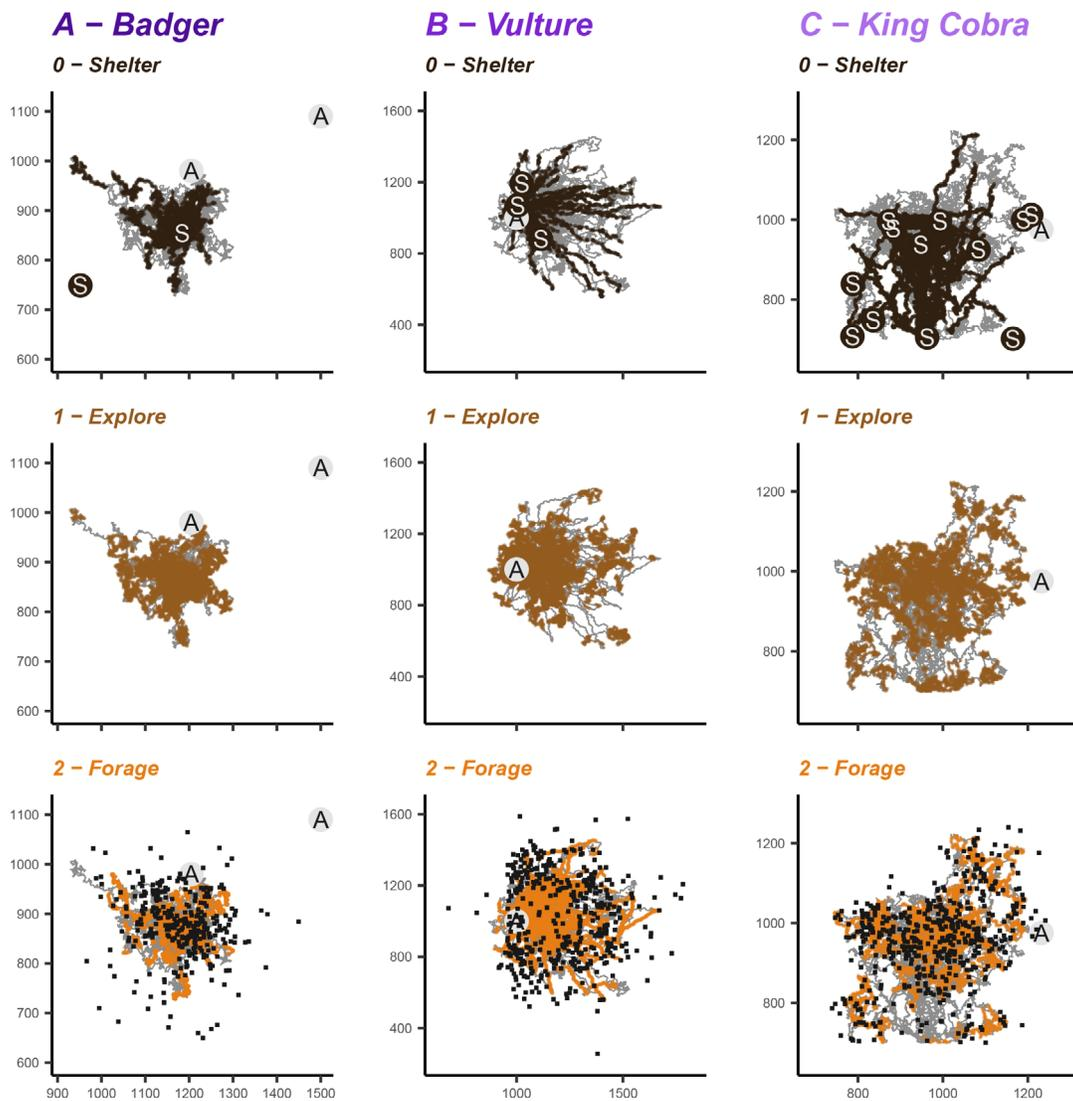 A − Badger
B − Vulture
C − King Cobra
0 − Shelter
0 − Shelter
0 − Shelter
1100
1000
900
800
700
600
A
A
S
S
1600
1200
800
400
S
S
A
S
1200
1000
800
S
S
S
S
S
S
A
S
S
S
S
S
S
1 − Explore
1 − Explore
1 − Explore
1100
1000
900
800
700
600
A
A
1600
1200
800
400
A
1200
1000
800
A
2 − Forage
2 − Forage
2 − Forage
1100
1000
900
800
700
600
A
A
900 1000 1100 1200 1300 1400 1500
1600
1200
800
400
A
1000 1500
1200
1000
800
A
800 1000 1200